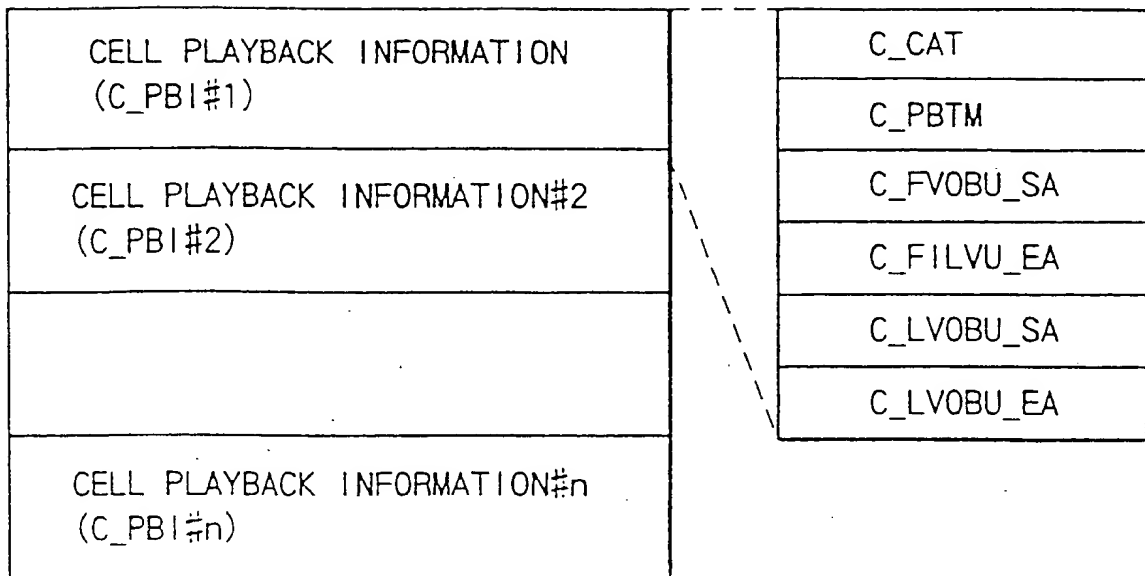 CELL PLAYBACK INFORMATION
(C_PBI#1)
CELL PLAYBACK INFORMATION#2
(C_PBI#2)
CELL PLAYBACK INFORMATION#n
(C_PBI#n)
C_CAT
C_PBTM
C_FVOBU_SA
C_FILVU_EA
C_LVOBU_SA
C_LVOBU_EA